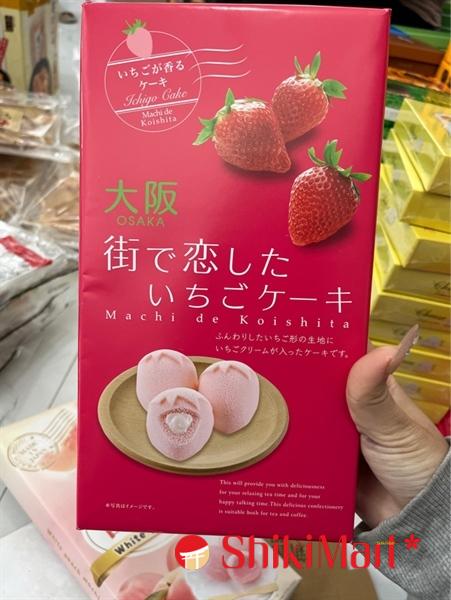 いちごが香る
ケーキ
Ichigo Cake
Machi de
Koishita
大阪
OSAKA
街で恋した
いちごケーキ
Machi de Koishita
ふんわりしたいちご形の生地に
いちごクリームが入ったケーキです。
This will provide you with deliciousness
for your relaxing tea time and for your
happy talking time. This delicious confectionery
is suitable both for tea and coffee.
※写真はイメージです。
White
ShikiMart*